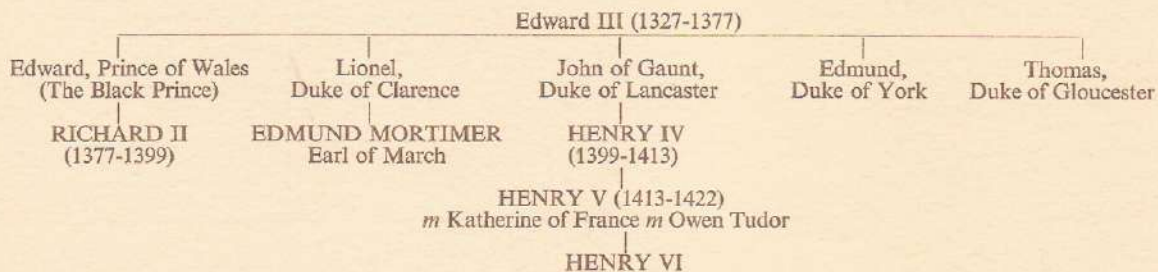 Edward III (1327-1377)
Edward, Prince of Wales
(The Black Prince)
Lionel,
Duke of Clarence
John of Gaunt,
Duke of Lancaster
Edmund,
Duke of York
Thomas,
Duke of Gloucester
RICHARD II
(1377-1399)
EDMUND MORTIMER
Earl of March
HENRY IV
(1399-1413)
HENRY V (1413-1422)
m Katherine of France m Owen Tudor
HENRY VI